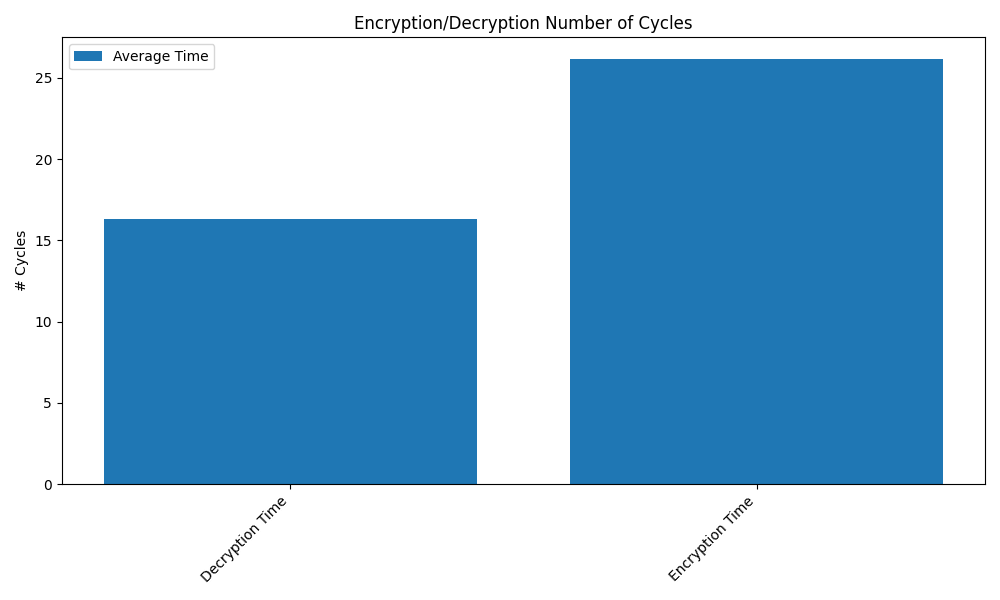 Encryption/Decryption Number of Cycles
Average Time
# Cycles
25
20
15
10
5
0
Decryption Time
Encryption Time